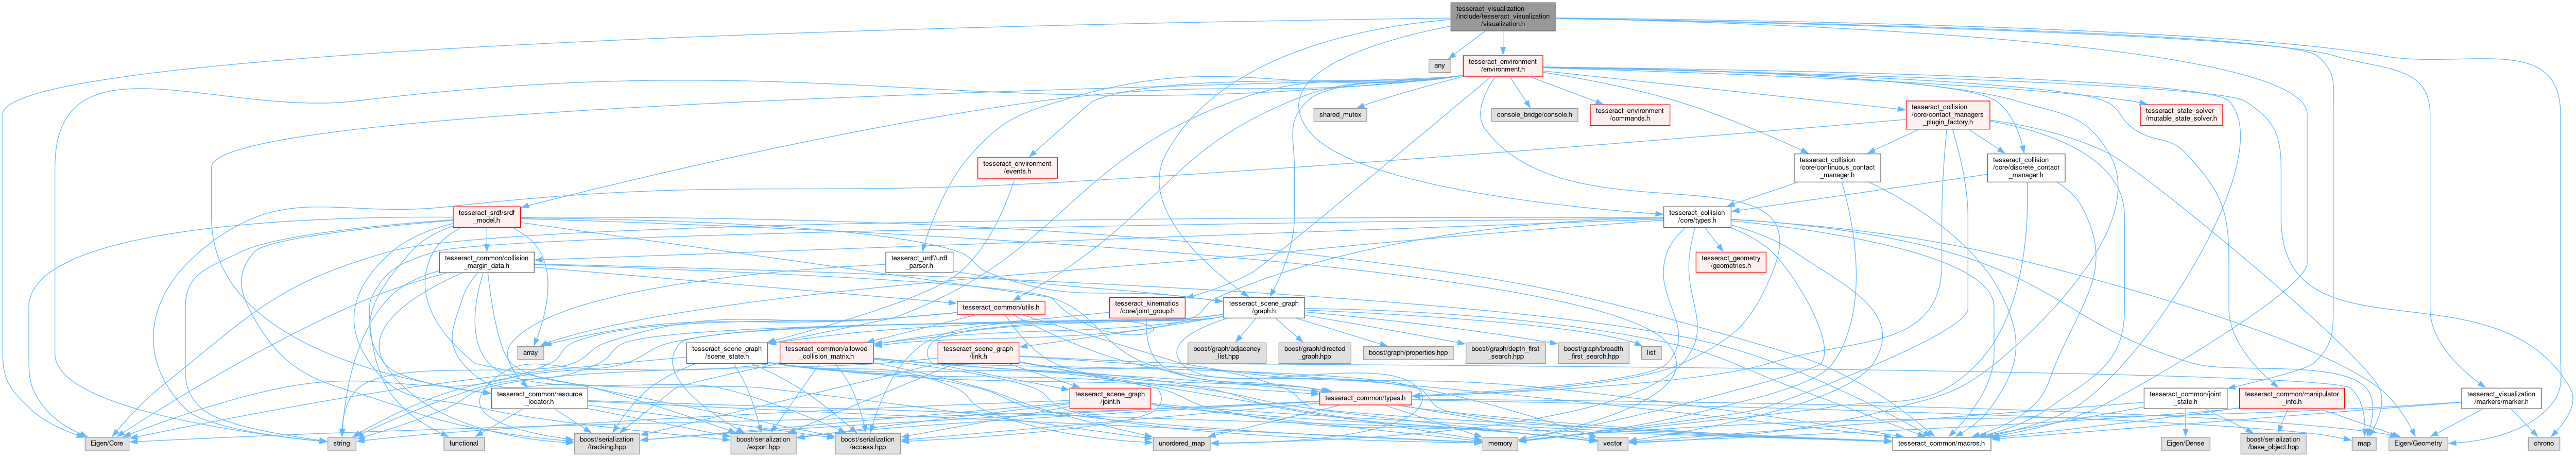 tesseract_visualization
/include/tesseract_visualization
/visualization.h
any
tesseract_environment
/environment.h
shared_mutex
console_bridge/console.h
tesseract_environment
/commands.h
tesseract_collision
/core/contact_managers
_plugin_factory.h
tesseract_state_solver
/mutable_state_solver.h
tesseract_environment
/events.h
tesseract_collision
/core/continuous_contact
_manager.h
tesseract_collision
/core/discrete_contact
_manager.h
tesseract_srdf/srdf
_model.h
tesseract_collision
/core/types.h
tesseract_common/collision
_margin_data.h
tesseract_urdf/urdf
_parser.h
tesseract_geometry
/geometries.h
tesseract_common/utils.h
tesseract_kinematics
/core/joint_group.h
tesseract_scene_graph
/graph.h
array
tesseract_scene_graph
/scene_state.h
tesseract_common/allowed
_collision_matrix.h
tesseract_scene_graph
/link.h
boost/graph/adjacency
_list.hpp
boost/graph/directed
_graph.hpp
boost/graph/properties.hpp
boost/graph/depth_first
_search.hpp
boost/graph/breadth
_first_search.hpp
list
tesseract_common/resource
_locator.h
tesseract_scene_graph
/joint.h
tesseract_common/types.h
tesseract_common/joint
_state.h
tesseract_common/manipulator
_info.h
tesseract_visualization
/markers/marker.h
Eigen/Core
string
functional
boost/serialization
/tracking.hpp
boost/serialization
/export.hpp
boost/serialization
/access.hpp
unordered_map
memory
vector
tesseract_common/macros.h
Eigen/Dense
boost/serialization
/base_object.hpp
map
Eigen/Geometry
chrono